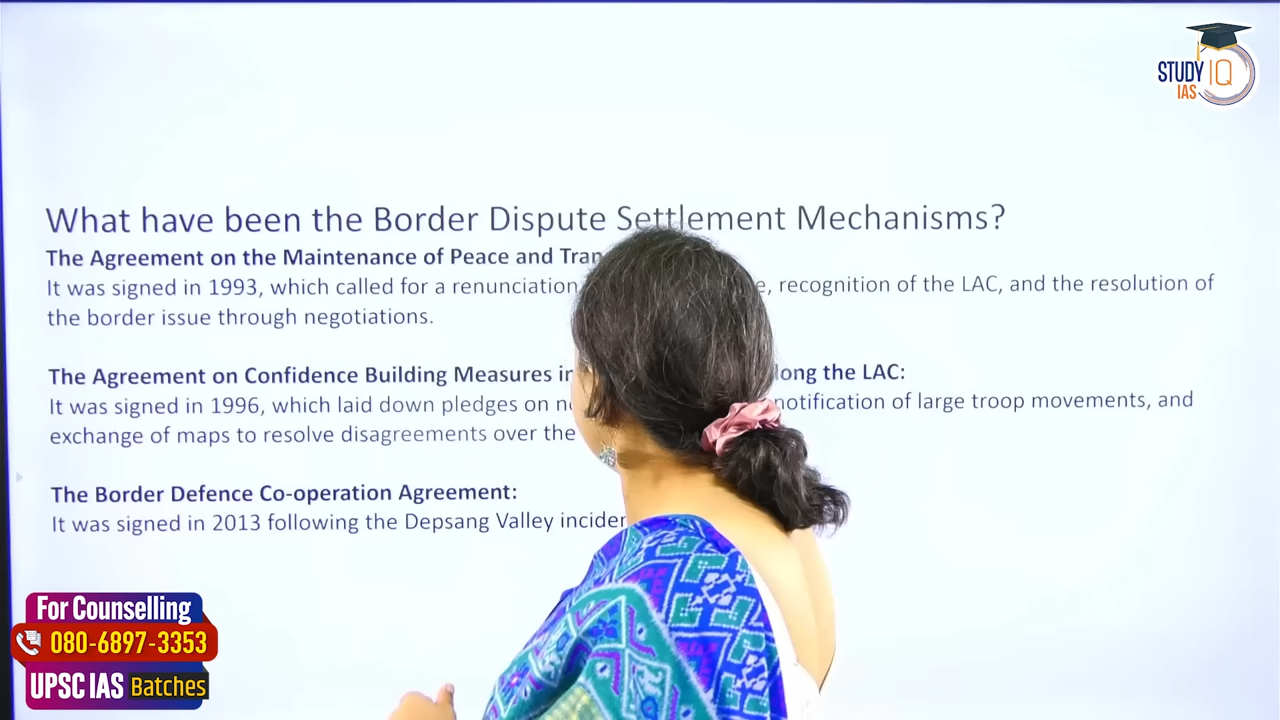 STUDY IQ
IAS
What have been the Border Dispute Settlement Mechanisms?
The Agreement on the Maintenance of Peace and
It was signed in 1993, which called for a renunciation recognition of the LAC, and the resolution of
the border issue through negotiations.
The Agreement on Confidence Building Measures the LAC:
It was signed in 1996, which laid down pledges on notification of large troop movements, and
exchange of maps to resolve disagreements over the
The Border Defence Co-operation Agreement:
It was signed in 2013 following the Depsang Valley
For Counselling
080-6897-3353
UPSC IAS Batches